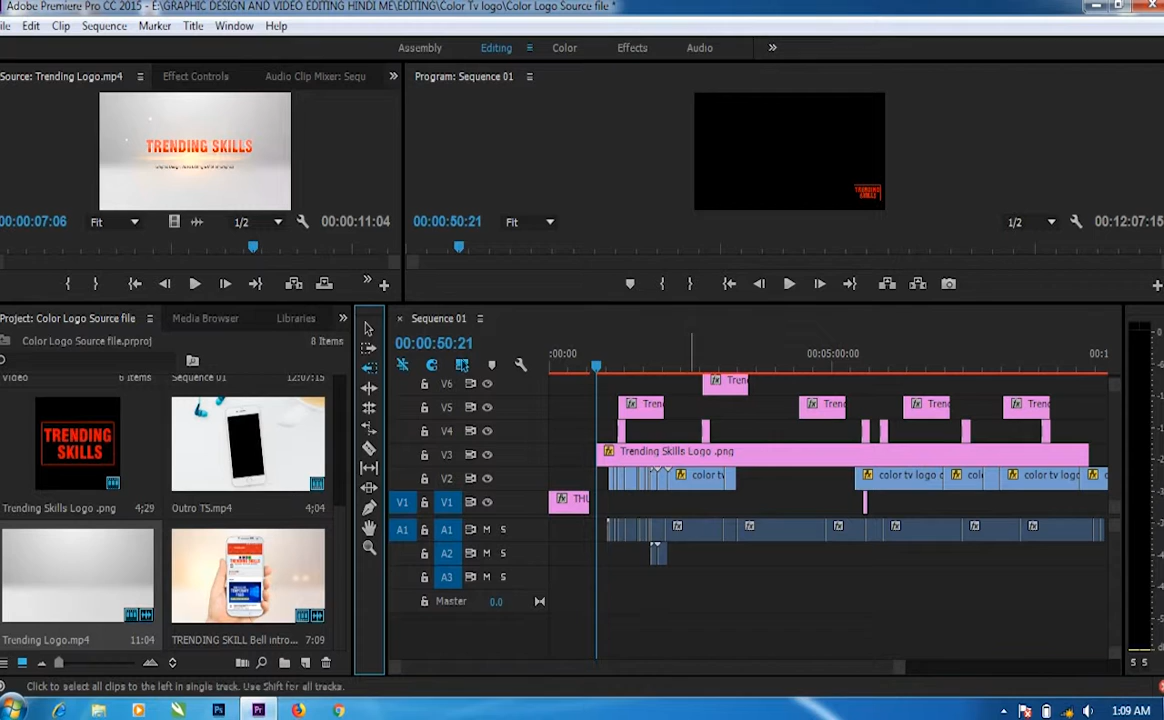 Adobe Premiere Pro CC 2015 - E:\GRAPHIC DESIGN AND VIDEO EDITING HINDI ME\EDITING\Color Tv logo\Color Logo Source file *
ile Edit Clip Sequence Marker Title Window Help
Assembly Editing Color Effects Audio
Source: Trending Logo.mp4 Effect Controls Audio Clip Mixer: Sequ
Program: Sequence 01
TRENDING SKILLS
TRENDING
SKILLS
00:00:07:06 Fit 1/2 00:00:11:04
00:00:50:21 Fit 1/2 00:12:07:15
Project: Color Logo Source file Media Browser Libraries
Color Logo Source file.prproj 8 Items
Video 6 Items Sequence 01 12:07:15
TRENDING
SKILLS
Trending Skills Logo .png 4;29
Outro TS.mp4 4;04
Trending Logo.mp4 11:04
TRENDING SKILL Bell intro... 7:09
Sequence 01
00:00:50:21
:00:00 00:05:00:00 00:1
V6 Tren
V5 Tren Tren Tren Tren
V4
V3 Trending Skills Logo .png
V2 color tv color tv logo c colo color tv logo
V1 V1 THU
A1 A1 M S
A2 M S
A3 M S
Master 0.0
5 5
Click to select all clips to the left in single track. Use Shift for all tracks.
Ps Pr
1:09 AM